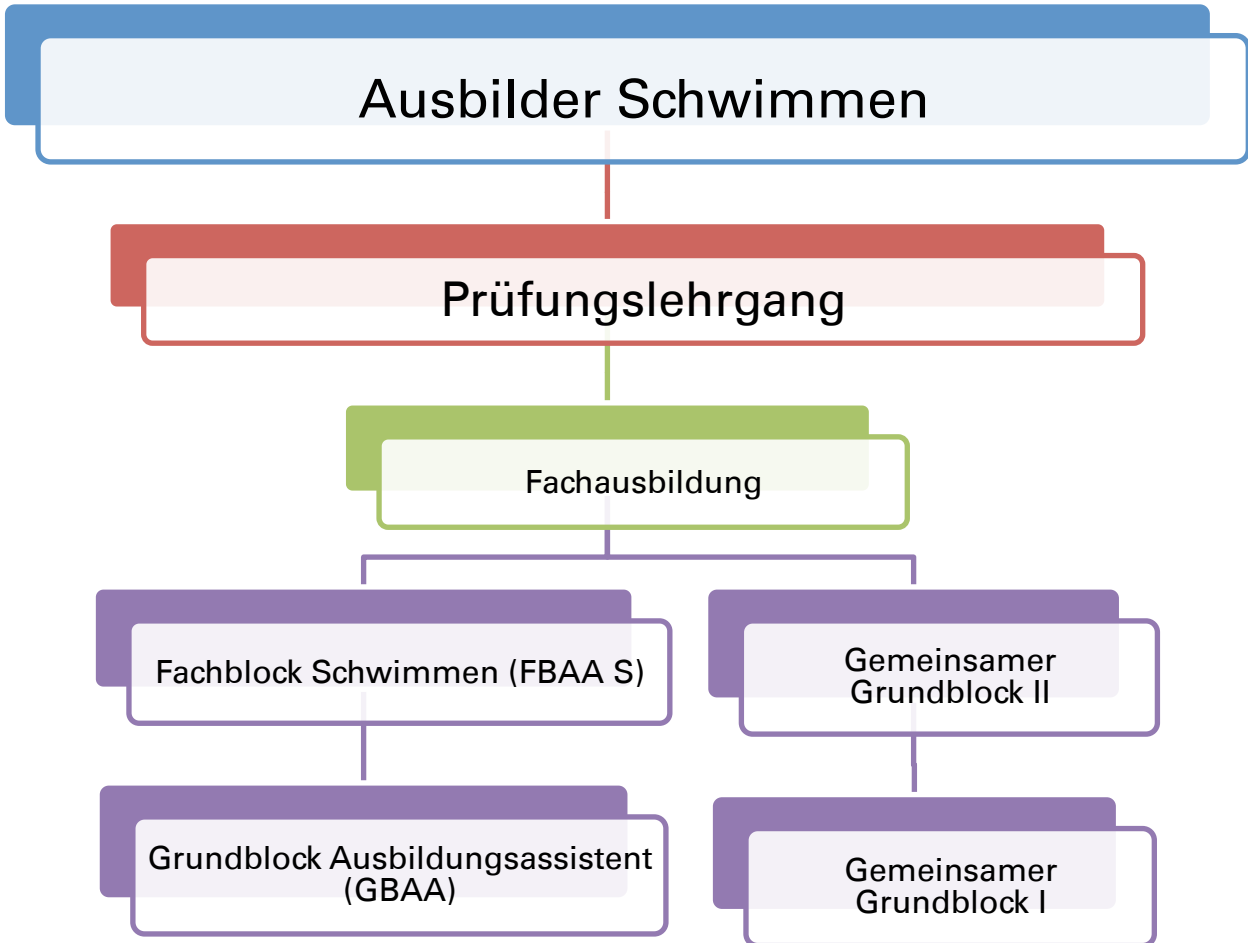 Ausbilder Schwimmen
Prüfungslehrgang
Fachausbildung
Fachblock Schwimmen (FBAA S)
Gemeinsamer
Grundblock II
Grundblock Ausbildungsassistent
(GBAA)
Gemeinsamer
Grundblock I